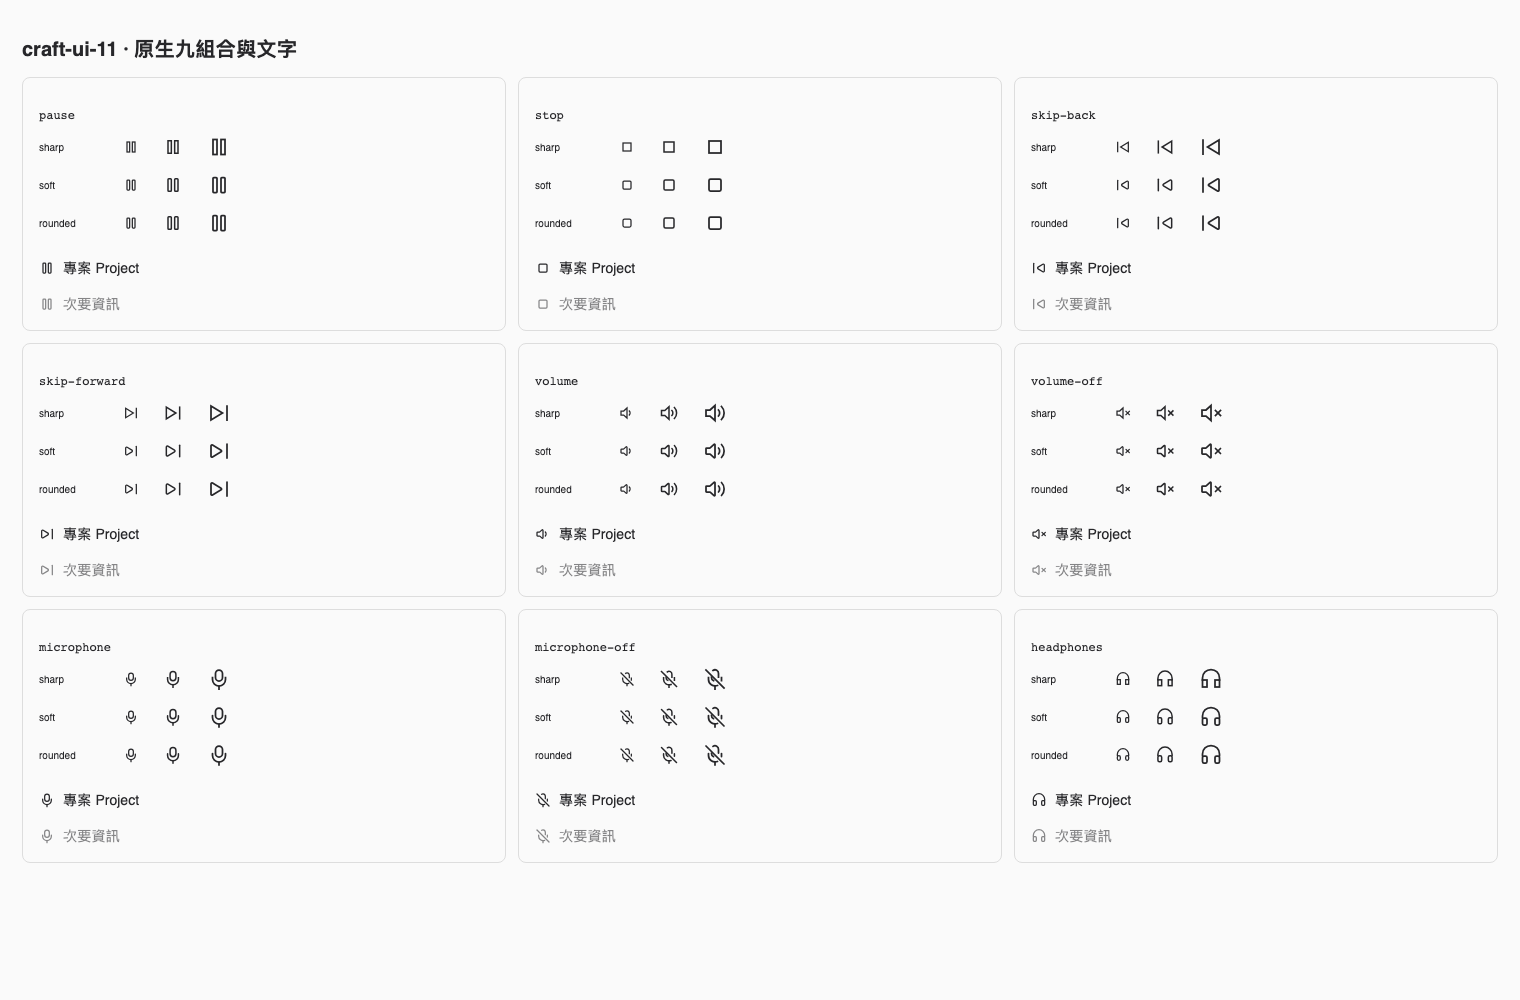 craft-ui-11 · 原生九組合與文字
pause
sharp
soft
rounded
專案 Project
次要資訊
stop
sharp
soft
rounded
專案 Project
次要資訊
skip-back
sharp
soft
rounded
專案 Project
次要資訊
skip-forward
sharp
soft
rounded
專案 Project
次要資訊
volume
sharp
soft
rounded
專案 Project
次要資訊
volume-off
sharp
soft
rounded
專案 Project
次要資訊
microphone
sharp
soft
rounded
專案 Project
次要資訊
microphone-off
sharp
soft
rounded
專案 Project
次要資訊
headphones
sharp
soft
rounded
專案 Project
次要資訊